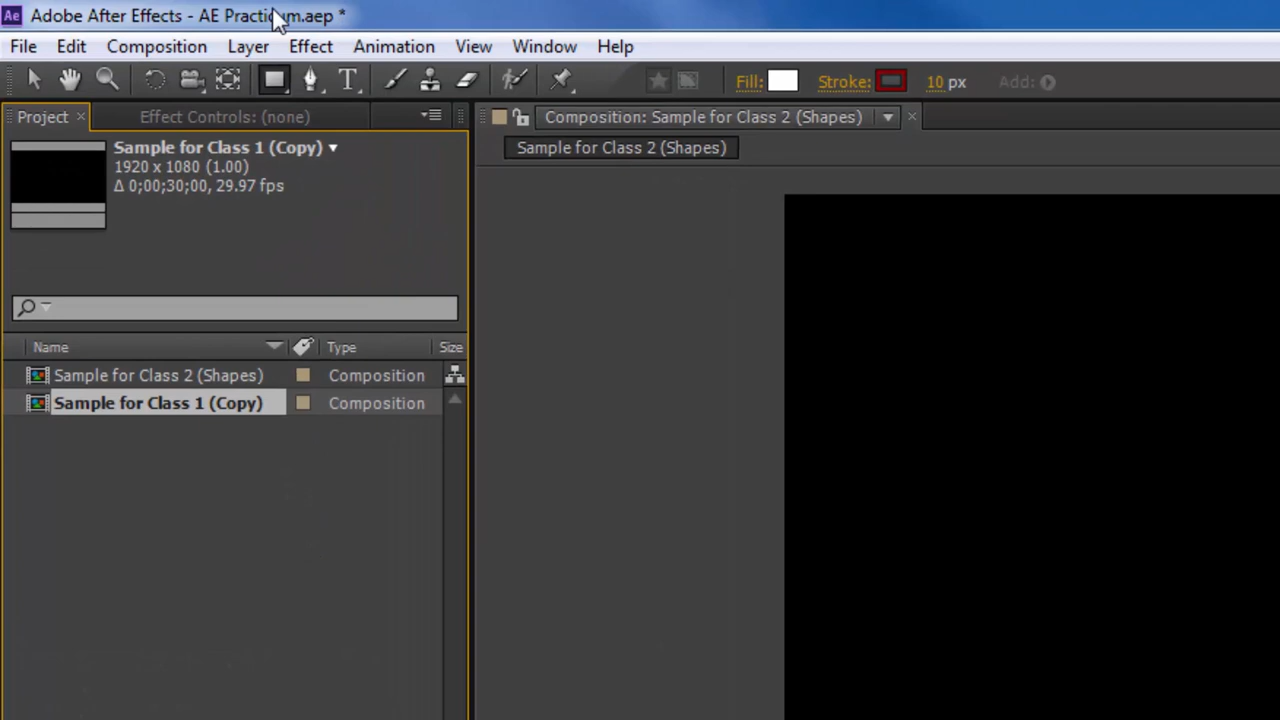 Ae Adobe After Effects - AE Practicum.aep *
File Edit Composition Layer Effect Animation View Window Help
T Fill: Stroke: 10 px Add:
Project × Effect Controls: (none) Composition: Sample for Class 2 (Shapes) ×
Sample for Class 2 (Shapes)
Sample for Class 1 (Copy)
1920 x 1080 (1.00)
Δ 0;00;30;00, 29.97 fps
Name Type Size
Sample for Class 2 (Shapes) Composition
Sample for Class 1 (Copy) Composition